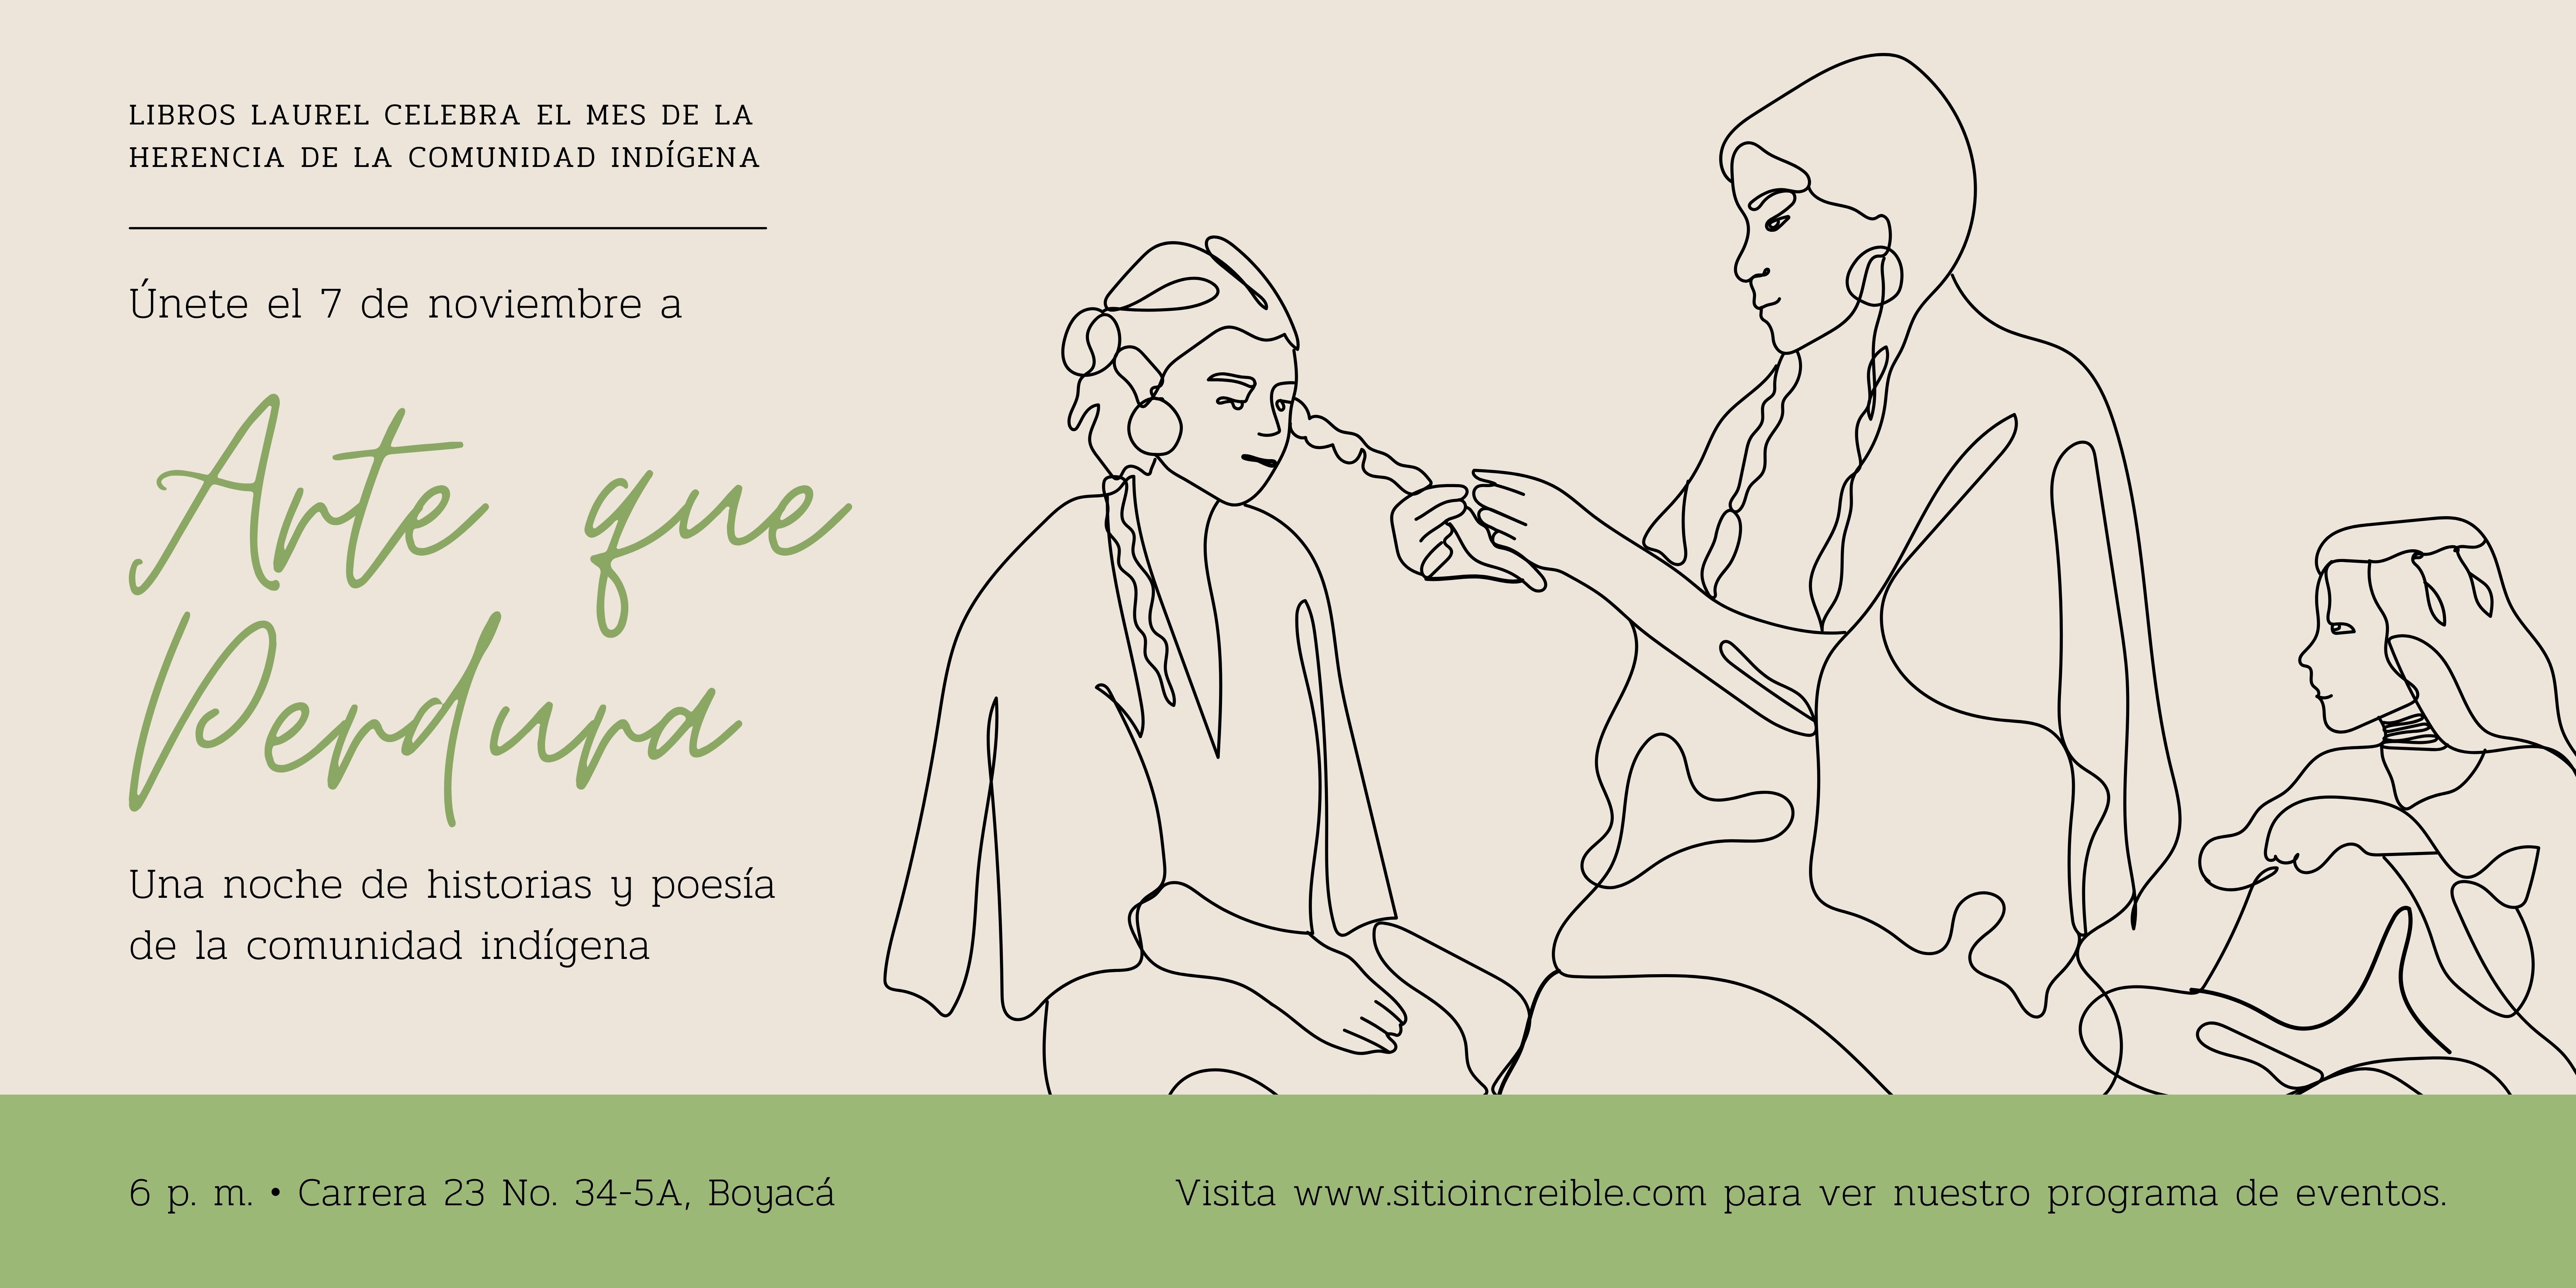 LIBROS LAUREL CELEBRA EL MES DE LA
HERENCIA DE LA COMUNIDAD INDÍGENA
Únete el 7 de noviembre a
Arte que
Perdura
Una noche de historias y poesía
de la comunidad indígena
6 p. m. • Carrera 23 No. 34-5A, Boyacá
Visita www.sitioincreible.com para ver nuestro programa de eventos.